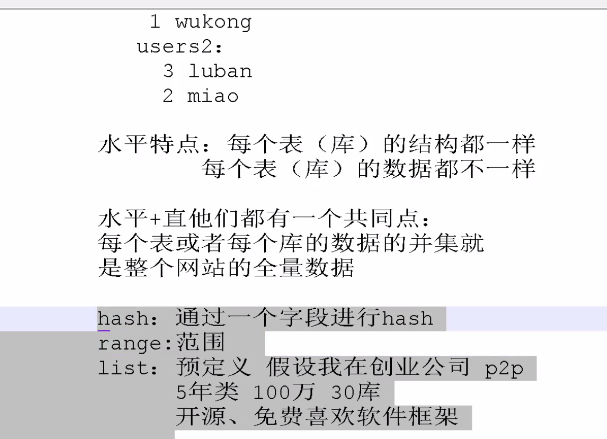 1 wukong
users2：
3 luban
2 miao
水平特点：每个表（库）的结构都一样
每个表（库）的数据都不一样
水平+直他们都有一个共同点：
每个表或者每个库的数据的并集就
是整个网站的全量数据
hash：通过一个字段进行hash
range:范围
list：预定义 假设我在创业公司 p2p
5年类 100万 30库
开源、免费喜欢软件框架